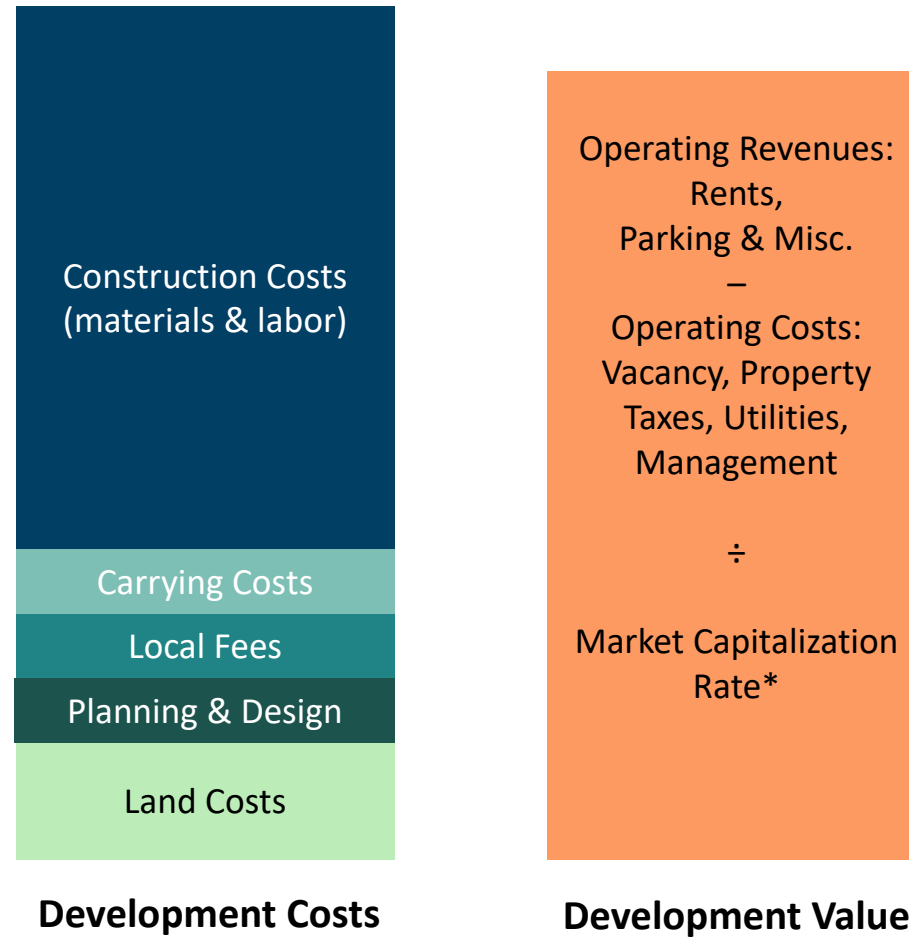 Construction Costs
(materials & labor)
Carrying Costs
Local Fees
Planning & Design
Land Costs
Development Costs
Operating Revenues:
Rents,
Parking & Misc.
–
Operating Costs:
Vacancy, Property
Taxes, Utilities,
Management
÷
Market Capitalization
Rate*
Development Value